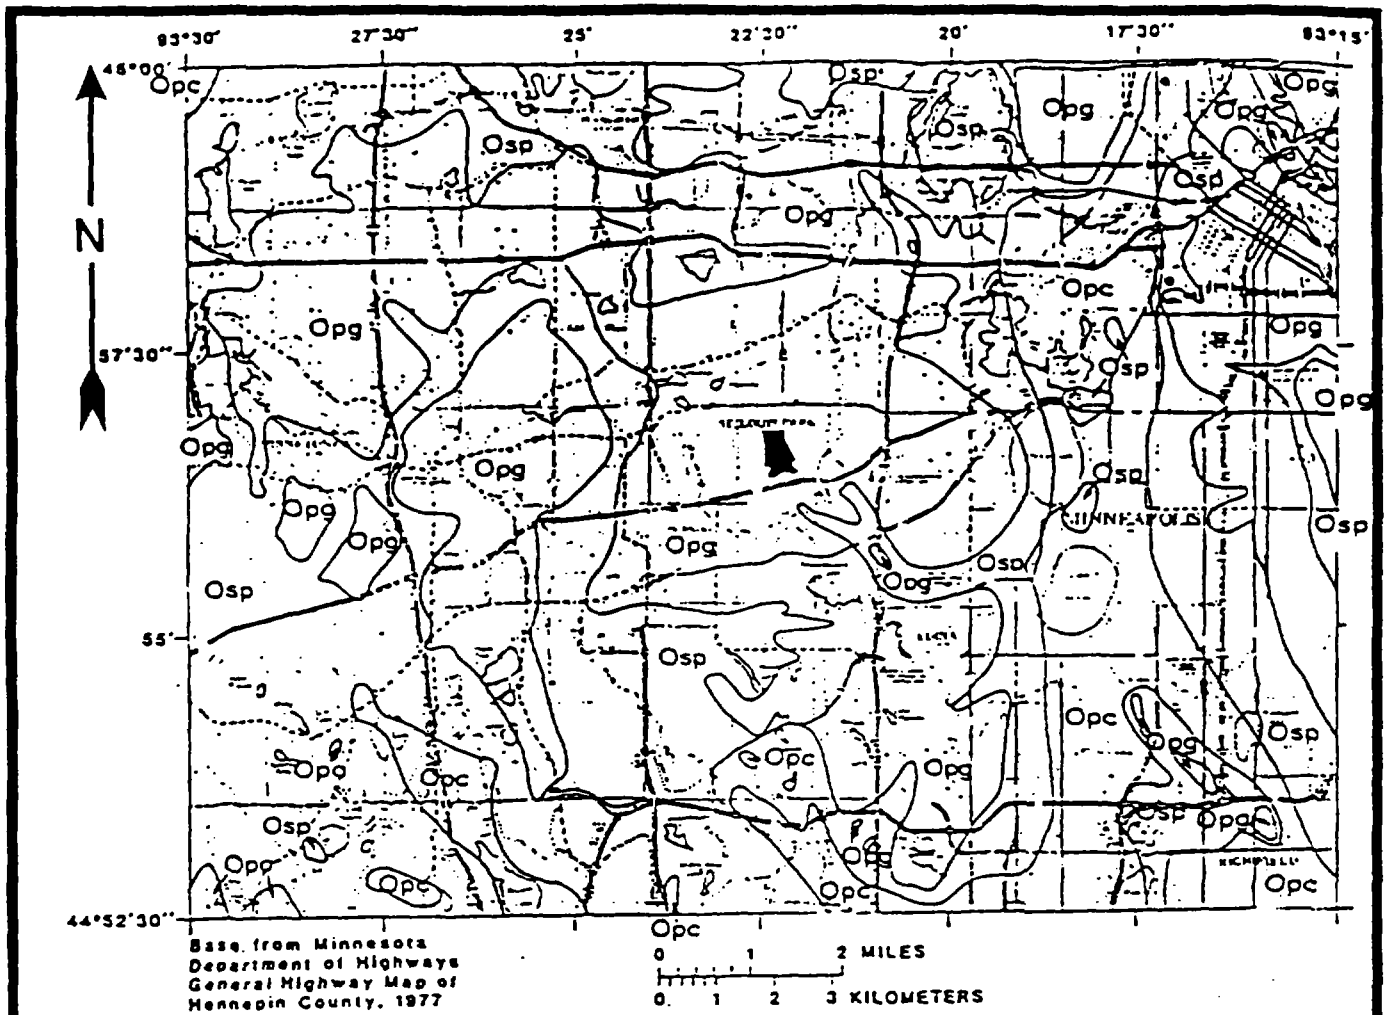 93°30' 27'30" 25' 22'30" 20' 17'30" 93°15'
45°00'
Opc Osp Opg Opg
Opg
Osp Osp
Osp
N
Opg
Opc
Opg Opg
57'30"
Osp
Opg
Opg
Opg Osp
Opg
MINNEAPOLIS Osp
Opg Opg
Osp Opg
Osp
55'
Osp
Opc Osp
Opg
Opc
Opc Opg
Osp Osp
RICHFIELD
Opc Opc Opc
44°52'30"
Opc
Base from Minnesota
Department of Highways
General Highway Map of
Hennepin County, 1977
0 1 2 MILES
0 1 2 3 KILOMETERS